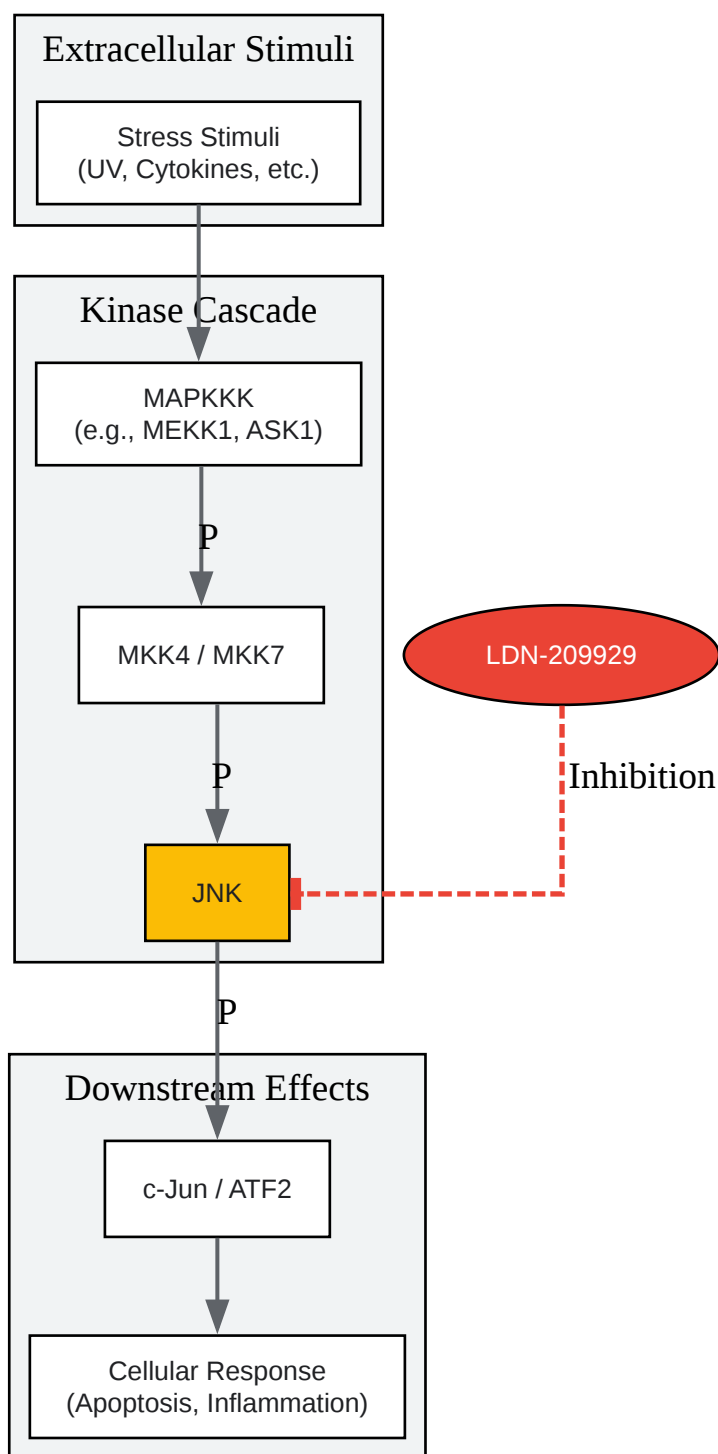 Extracellular Stimuli
Stress Stimuli
(UV, Cytokines, etc.)
Kinase Cascade
MAPKKK
(e.g., MEKK1, ASK1)
P
MKK4 / MKK7
LDN-209929
P
Inhibition
JNK
P
Downstream Effects
c-Jun / ATF2
Cellular Response
(Apoptosis, Inflammation)